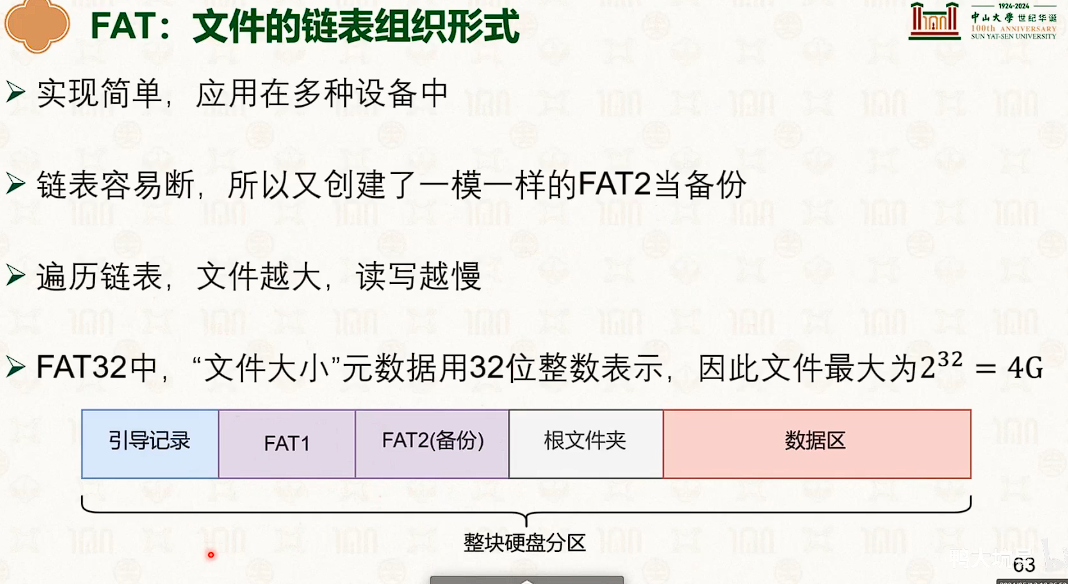 FAT：文件的链表组织形式
1924-2024
中山大学 世纪华诞
100th ANNIVERSARY
SUN YAT-SEN UNIVERSITY
实现简单，应用在多种设备中
链表容易断，所以又创建了一模一样的FAT2当备份
遍历链表，文件越大，读写越慢
FAT32中，“文件大小”元数据用32位整数表示，因此文件最大为2³² = 4G
引导记录 FAT1 FAT2(备份) 根文件夹 数据区
整块硬盘分区
63